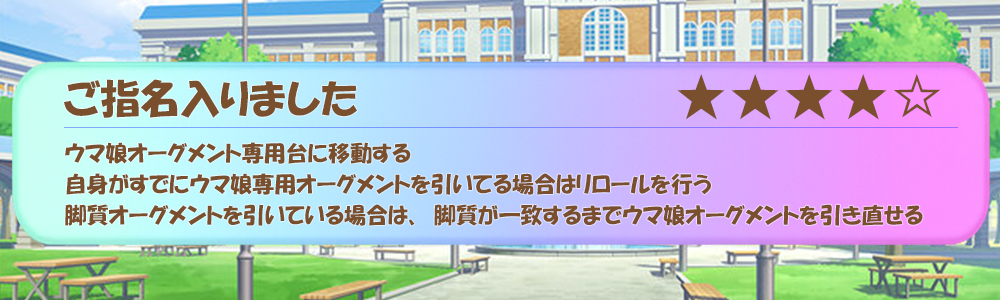 ご指名入りました ★★★★☆
ウマ娘オーグメント専用台に移動する
自身がすでにウマ娘専用オーグメントを引いてる場合はリロールを行う
脚質オーグメントを引いている場合は、脚質が一致するまでウマ娘オーグメントを引き直せる